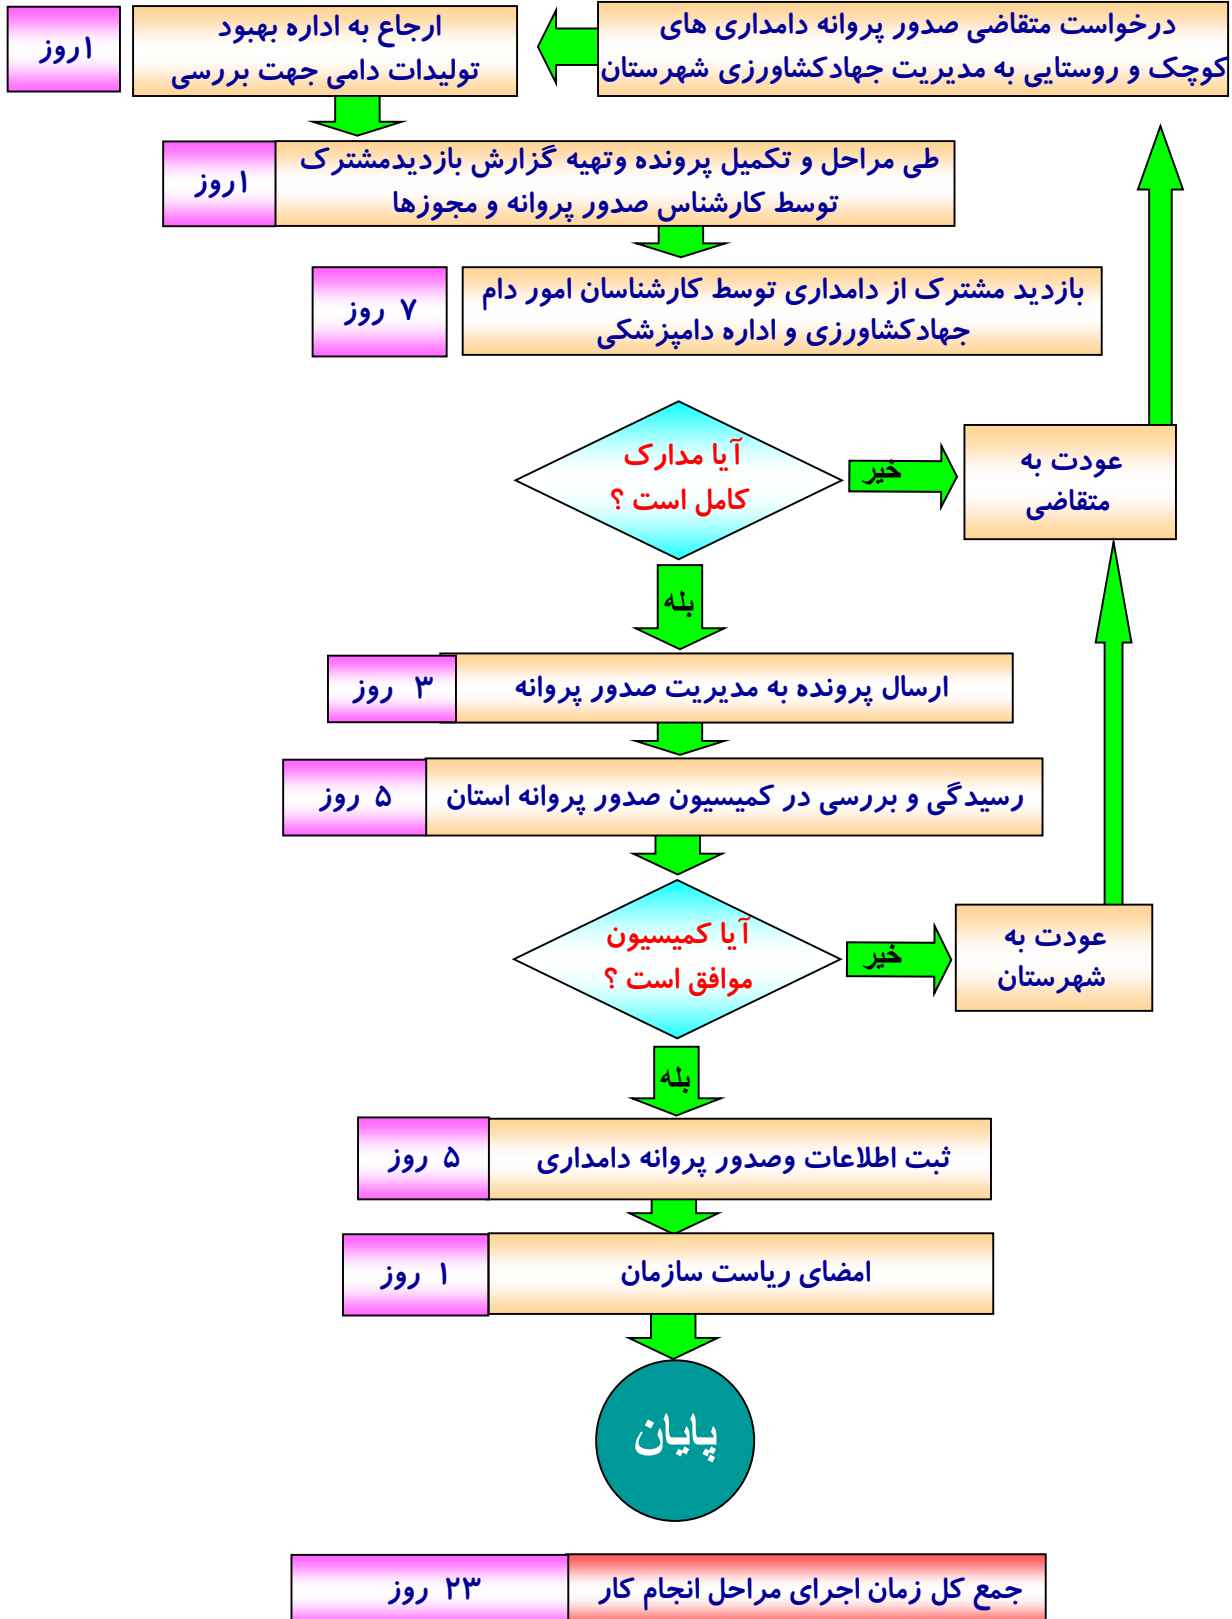 درخواست متقاضی صدور پروانه دامداری های
کوچک و روستایی به مدیریت جهادکشاورزی شهرستان
ارجاع به اداره بهبود
تولیدات دامی جهت بررسی
۱روز
طی مراحل و تکمیل پرونده وتهیه گزارش بازدیدمشترک
توسط کارشناس صدور پروانه و مجوزها
۱روز
بازدید مشترک از دامداری توسط کارشناسان امور دام
جهادکشاورزی و اداره دامپزشکی
۷ روز
آیا مدارک
کامل است ؟
خیر
عودت به
متقاضی
بله
ارسال پرونده به مدیریت صدور پروانه
۳ روز
رسیدگی و بررسی در کمیسیون صدور پروانه استان
۵ روز
آیا کمیسیون
موافق است ؟
خیر
عودت به
شهرستان
بله
ثبت اطلاعات وصدور پروانه دامداری
۵ روز
امضای ریاست سازمان
۱ روز
پایان
جمع کل زمان اجرای مراحل انجام کار
۲۳ روز